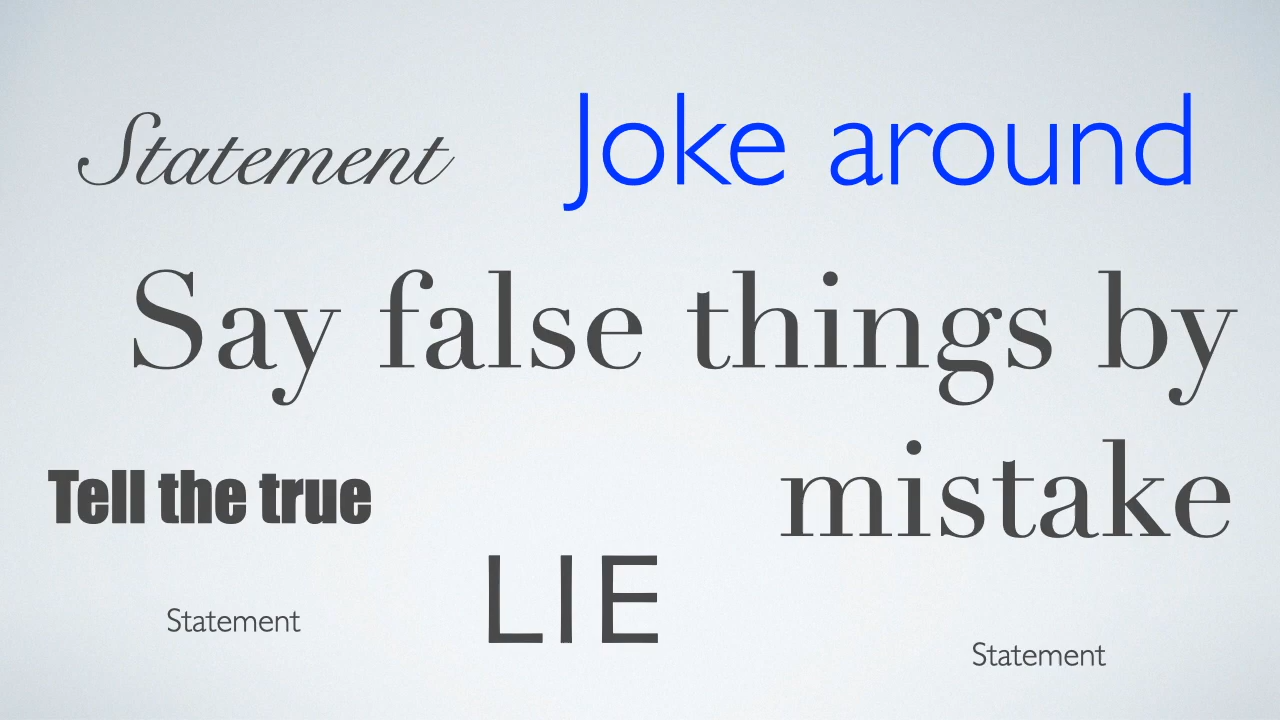 Statement
Joke around
Say false things by
mistake
Tell the true
LIE
Statement
Statement